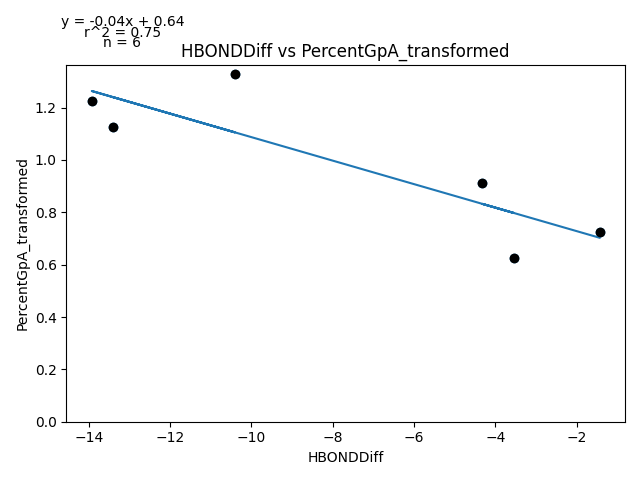 y = -0.04x + 0.64
r^2 = 0.75
n = 6
HBONDDiff vs PercentGpA_transformed
PercentGpA_transformed
1.2
1.0
0.8
0.6
0.4
0.2
0.0
−14 −12 −10 −8 −6 −4 −2
HBONDDiff